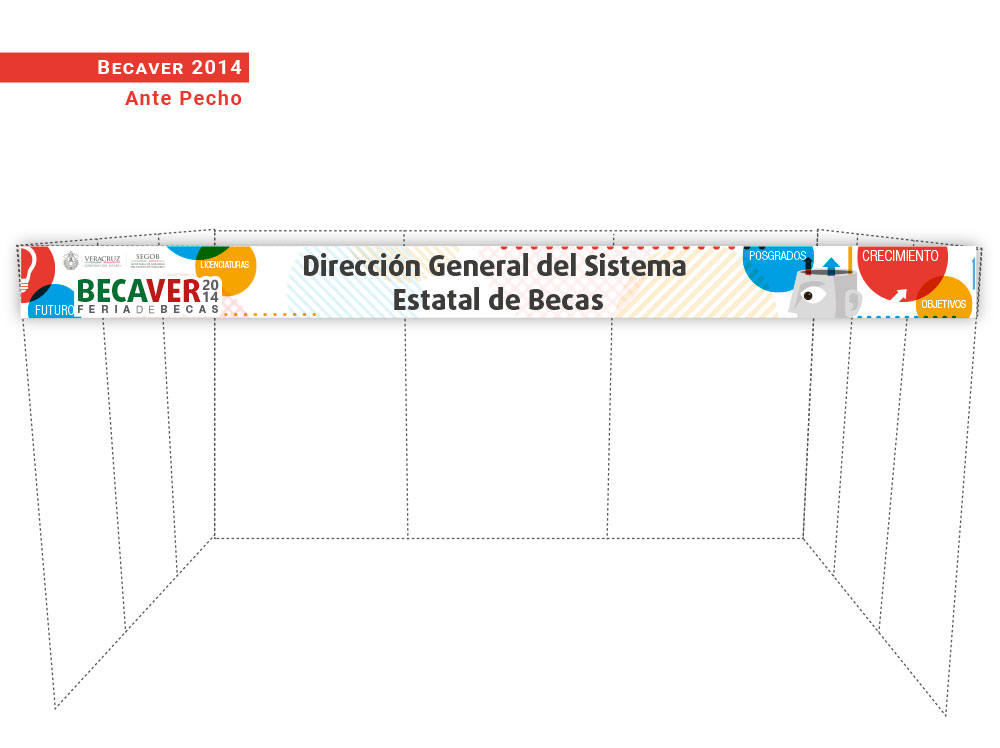 BECAVER 2014
Ante Pecho
VERACRUZ
SEGOB
LICENCIATURAS
BECAVER 2014
FERIA DE BECAS
FUTURO
Dirección General del Sistema
Estatal de Becas
POSGRADOS
CRECIMIENTO
OBJETIVOS